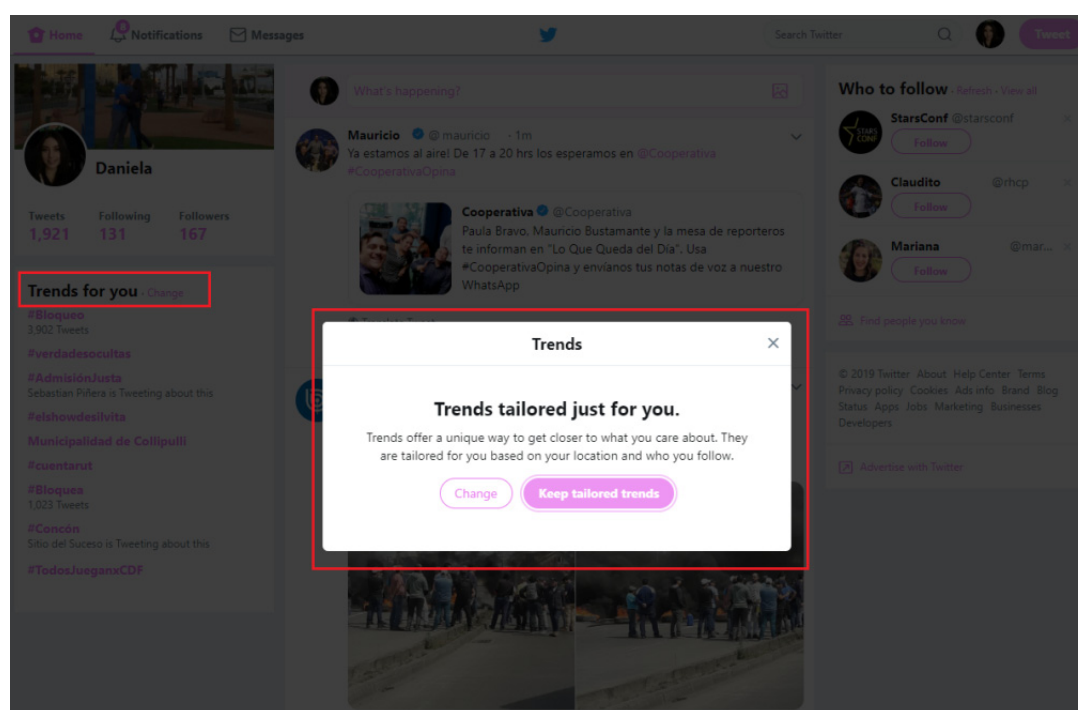 Home
Notifications
Messages
Search Twitter
Tweet
Daniela
Tweets Following Followers
1,921 131 167
Trends for you · Change
#Bloqueo
3,902 Tweets
#verdadesocultas
#AdmisiónJusta
Sebastian Piñera is Tweeting about this
#elshowdesilvita
Municipalidad de Collipulli
#cuentarut
#Bloquea
1,023 Tweets
#Concón
Sitio del Suceso is Tweeting about this
#TodosJueganxCDF
What's happening?
Mauricio @ mauricio · 1m
Ya estamos al aire! De 17 a 20 hrs los esperamos en @Cooperativa
#CooperativaOpina
Cooperativa @Cooperativa
Paula Bravo, Mauricio Bustamante y la mesa de reporteros
te informan en "Lo Que Queda del Día". Usa
#CooperativaOpina y envíanos tus notas de voz a nuestro
WhatsApp
Trends
Trends tailored just for you.
Trends offer a unique way to get closer to what you care about. They
are tailored for you based on your location and who you follow.
Change
Keep tailored trends
Who to follow · Refresh · View all
STARS
CONF
StarsConf @starsconf
Follow
Claudito @rhcp
Follow
Mariana @mar...
Follow
Find people you know
© 2019 Twitter About Help Center Terms
Privacy policy Cookies Ads info Brand Blog
Status Apps Jobs Marketing Businesses
Developers
Advertise with Twitter